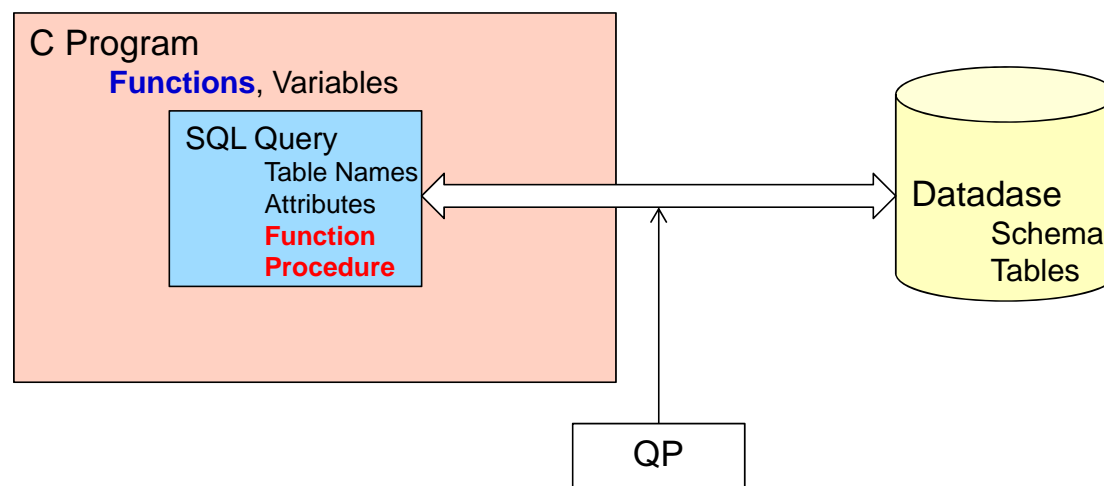 C Program
Functions, Variables
SQL Query
Table Names
Attributes
Function
Procedure
Datadase
Schema
Tables
QP